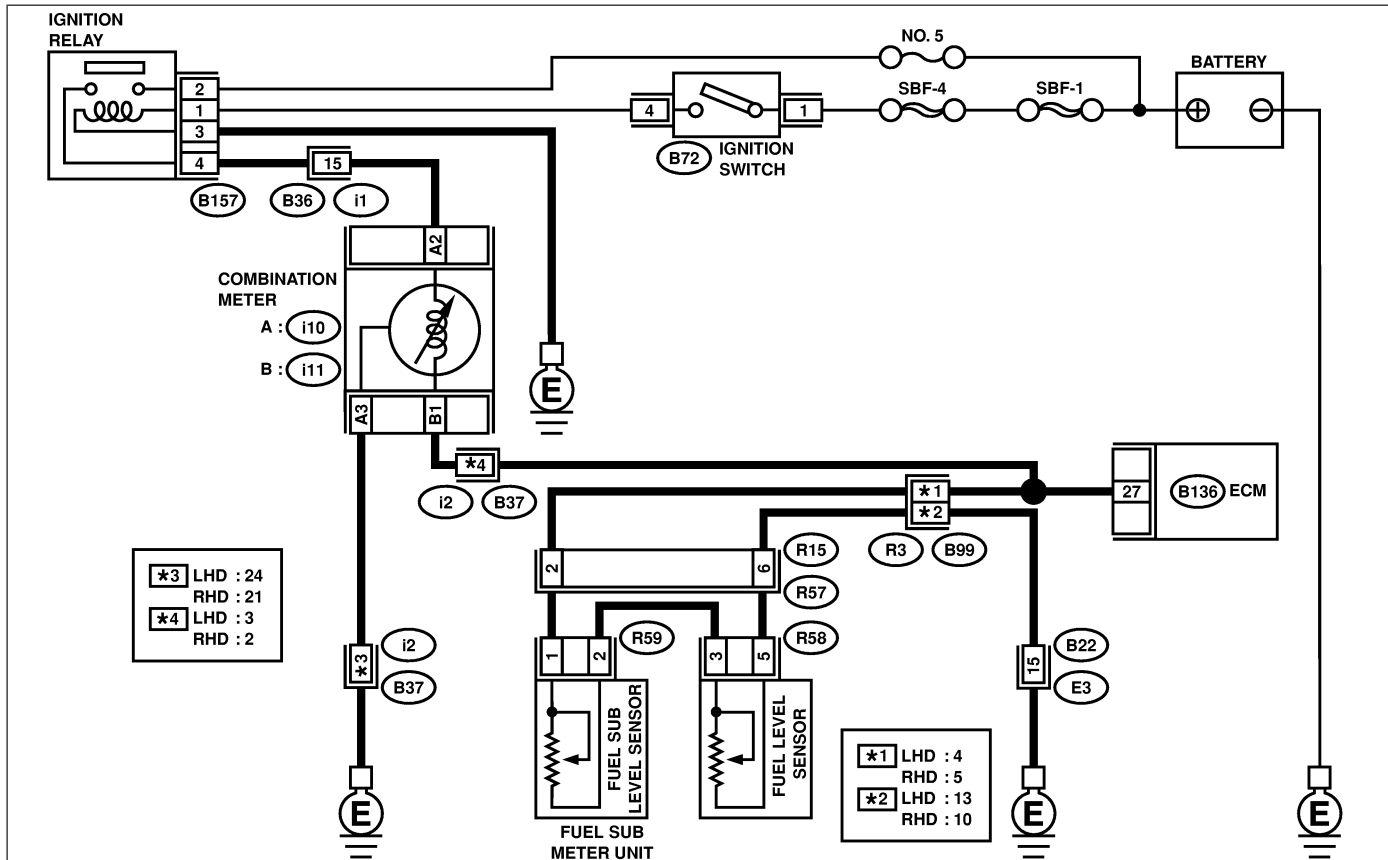 IGNITION
RELAY
NO. 5
BATTERY
SBF-4
SBF-1
2
1
3
4
4
1
+
−
B72
IGNITION
SWITCH
15
B157
B36
i1
A2
COMBINATION
METER
A : i10
B : i11
E
A3
B1
*4
i2
B37
*1
*2
27
B136
ECM
R3
B99
2
6
R15
R57
*3 LHD : 24
RHD : 21
*4 LHD : 3
RHD : 2
1
2
R59
3
5
R58
*3
i2
B37
15
B22
E3
FUEL SUB
LEVEL SENSOR
FUEL LEVEL
SENSOR
*1 LHD : 4
RHD : 5
*2 LHD : 13
RHD : 10
E
E
E
FUEL SUB
METER UNIT